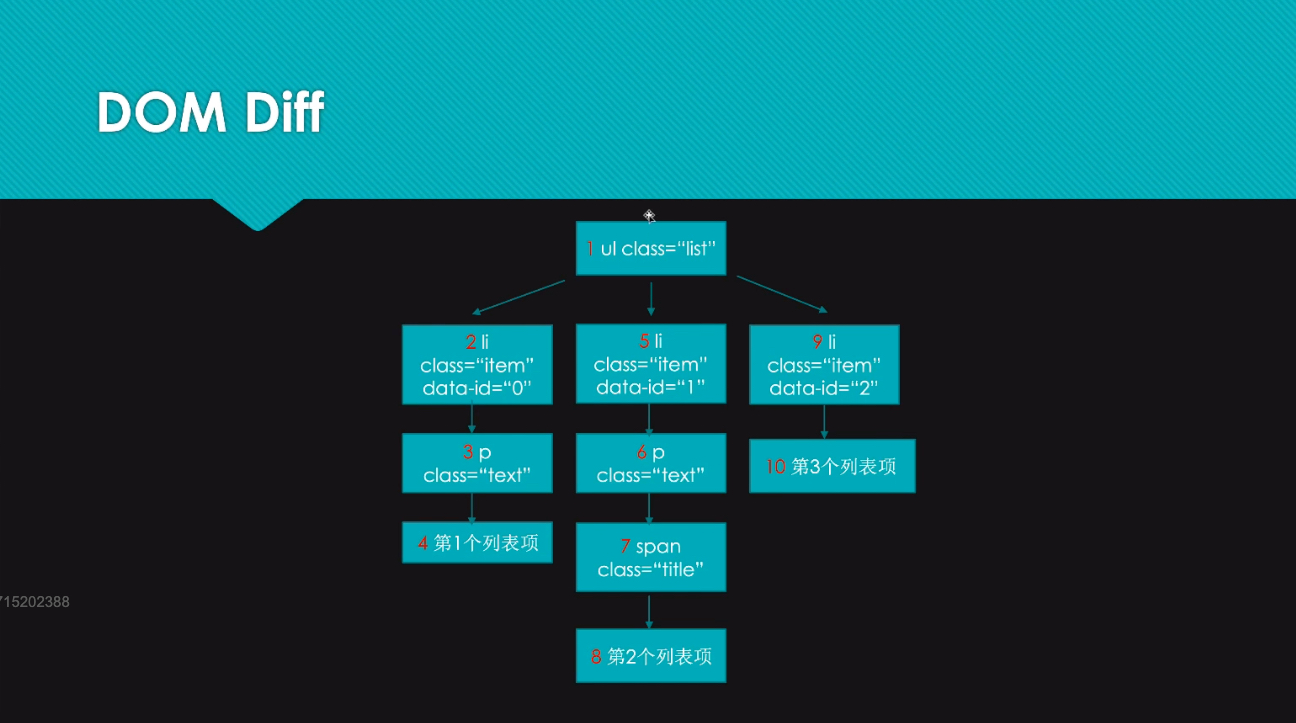 DOM Diff
1 ul class=“list”
2 li
class=“item”
data-id=“0”
5 li
class=“item”
data-id=“1”
9 li
class=“item”
data-id=“2”
3 p
class=“text”
6 p
class=“text”
10 第3个列表项
4 第1个列表项
7 span
class=“title”
715202388
8 第2个列表项